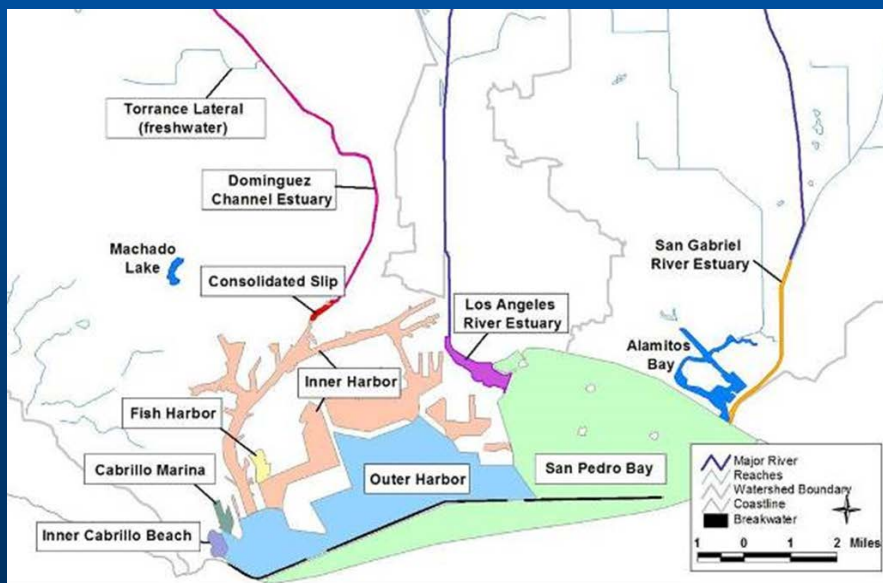 Torrance Lateral
(freshwater)
Dominguez
Channel Estuary
Machado
Lake
Consolidated Slip
San Gabriel
River Estuary
Los Angeles
River Estuary
Alamitos
Bay
Inner Harbor
Fish Harbor
Cabrillo Marina
Outer Harbor
San Pedro Bay
Inner Cabrillo Beach
Major River
Reaches
Watershed Boundary
Coastline
Breakwater
1 0 1 2 Miles